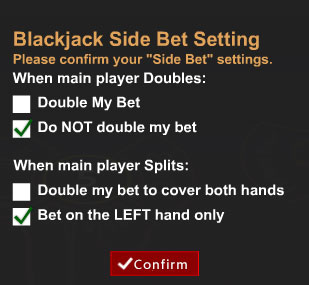 Blackjack Side Bet Setting
Please confirm your "Side Bet" settings.
When main player Doubles:
Double My Bet
Do NOT double my bet
When main player Splits:
Double my bet to cover both hands
Bet on the LEFT hand only
Confirm